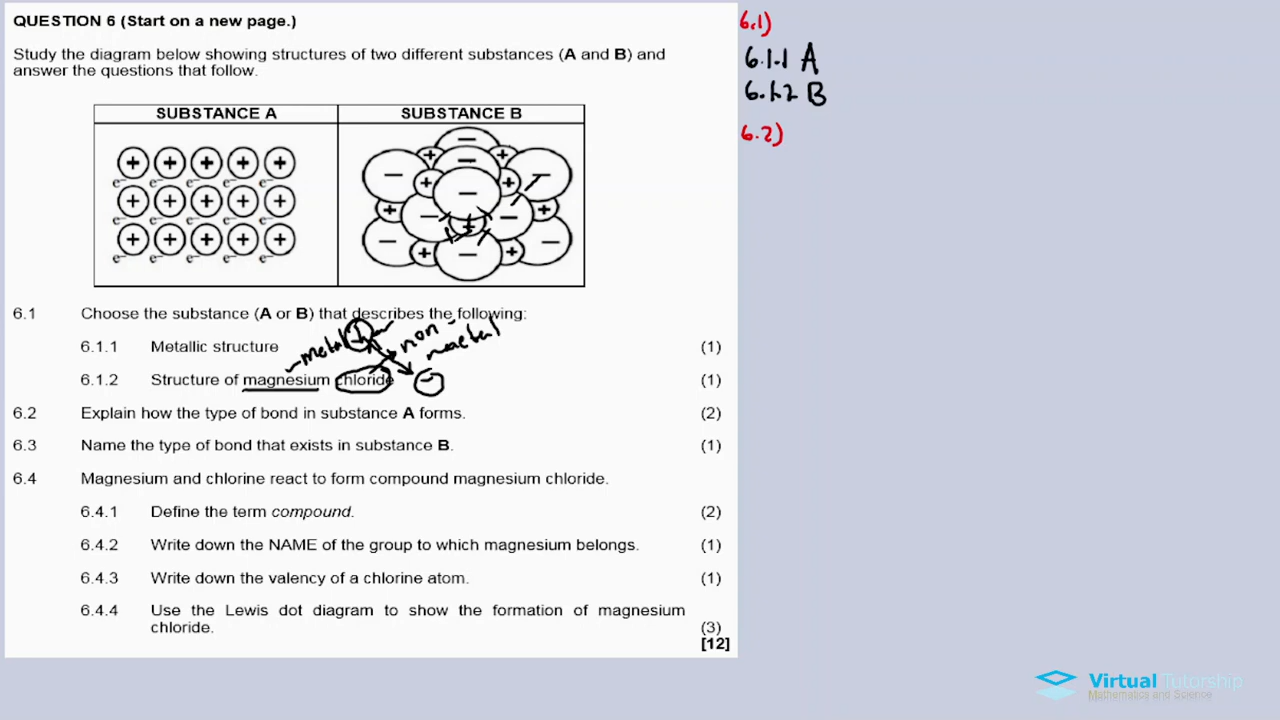 QUESTION 6 (Start on a new page.)
Study the diagram below showing structures of two different substances (A and B) and
answer the questions that follow.
SUBSTANCE A SUBSTANCE B
+ + + + +
e⁻ e⁻ e⁻ e⁻ e⁻
+ + + + +
e⁻ e⁻ e⁻ e⁻ e⁻
+ + + + +
e⁻ e⁻ e⁻ e⁻ e⁻
6.1 Choose the substance (A or B) that describes the following:
6.1.1 Metallic structure (1)
- metal + non - metal
6.1.2 Structure of magnesium chloride (1)
6.2 Explain how the type of bond in substance A forms. (2)
6.3 Name the type of bond that exists in substance B. (1)
6.4 Magnesium and chlorine react to form compound magnesium chloride.
6.4.1 Define the term compound. (2)
6.4.2 Write down the NAME of the group to which magnesium belongs. (1)
6.4.3 Write down the valency of a chlorine atom. (1)
6.4.4 Use the Lewis dot diagram to show the formation of magnesium
chloride. (3)
[12]
6.1)
6.1.1 A
6.1.2 B
6.2)
Virtual Tutorship
Mathematics and Science